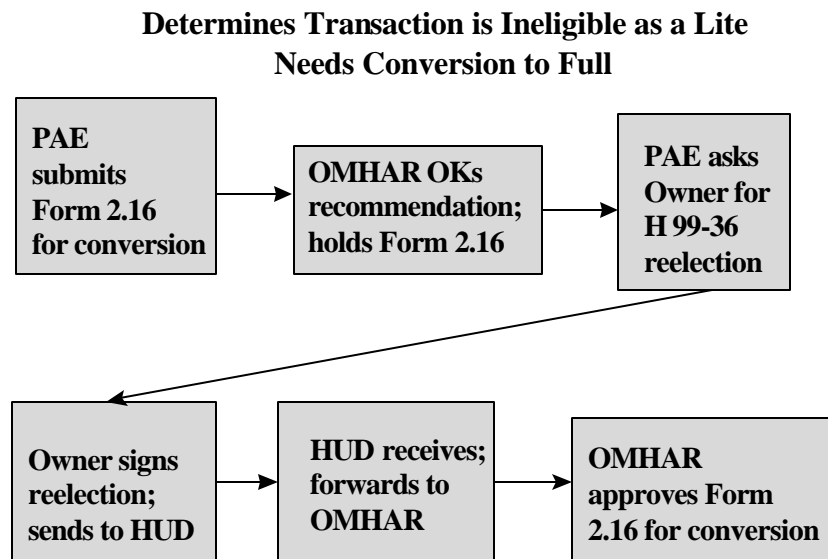 Determines Transaction is Ineligible as a Lite
Needs Conversion to Full
PAE
submits
Form 2.16
for conversion
OMHAR OKs
recommendation;
holds Form 2.16
PAE asks
Owner for
H 99-36
reelection
Owner signs
reelection;
sends to HUD
HUD receives;
forwards to
OMHAR
OMHAR
approves Form
2.16 for conversion